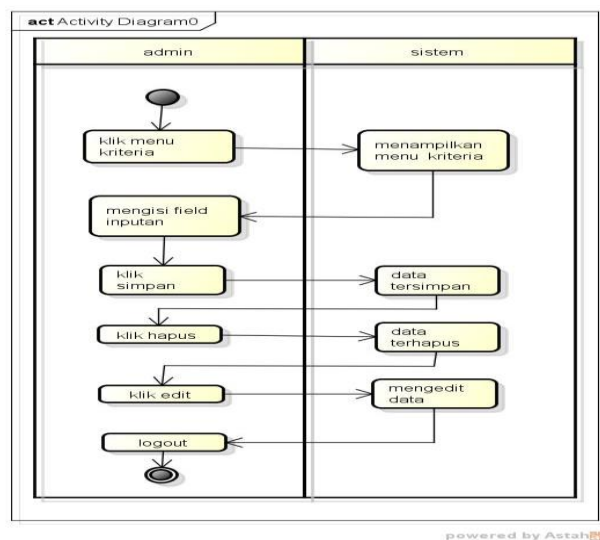 act Activity Diagram0
admin
sistem
klik menu
kriteria
menampilkan
menu kriteria
mengisi field
inputan
klik
simpan
data
tersimpan
klik hapus
data
terhapus
klik edit
mengedit
data
logout
powered by Astah